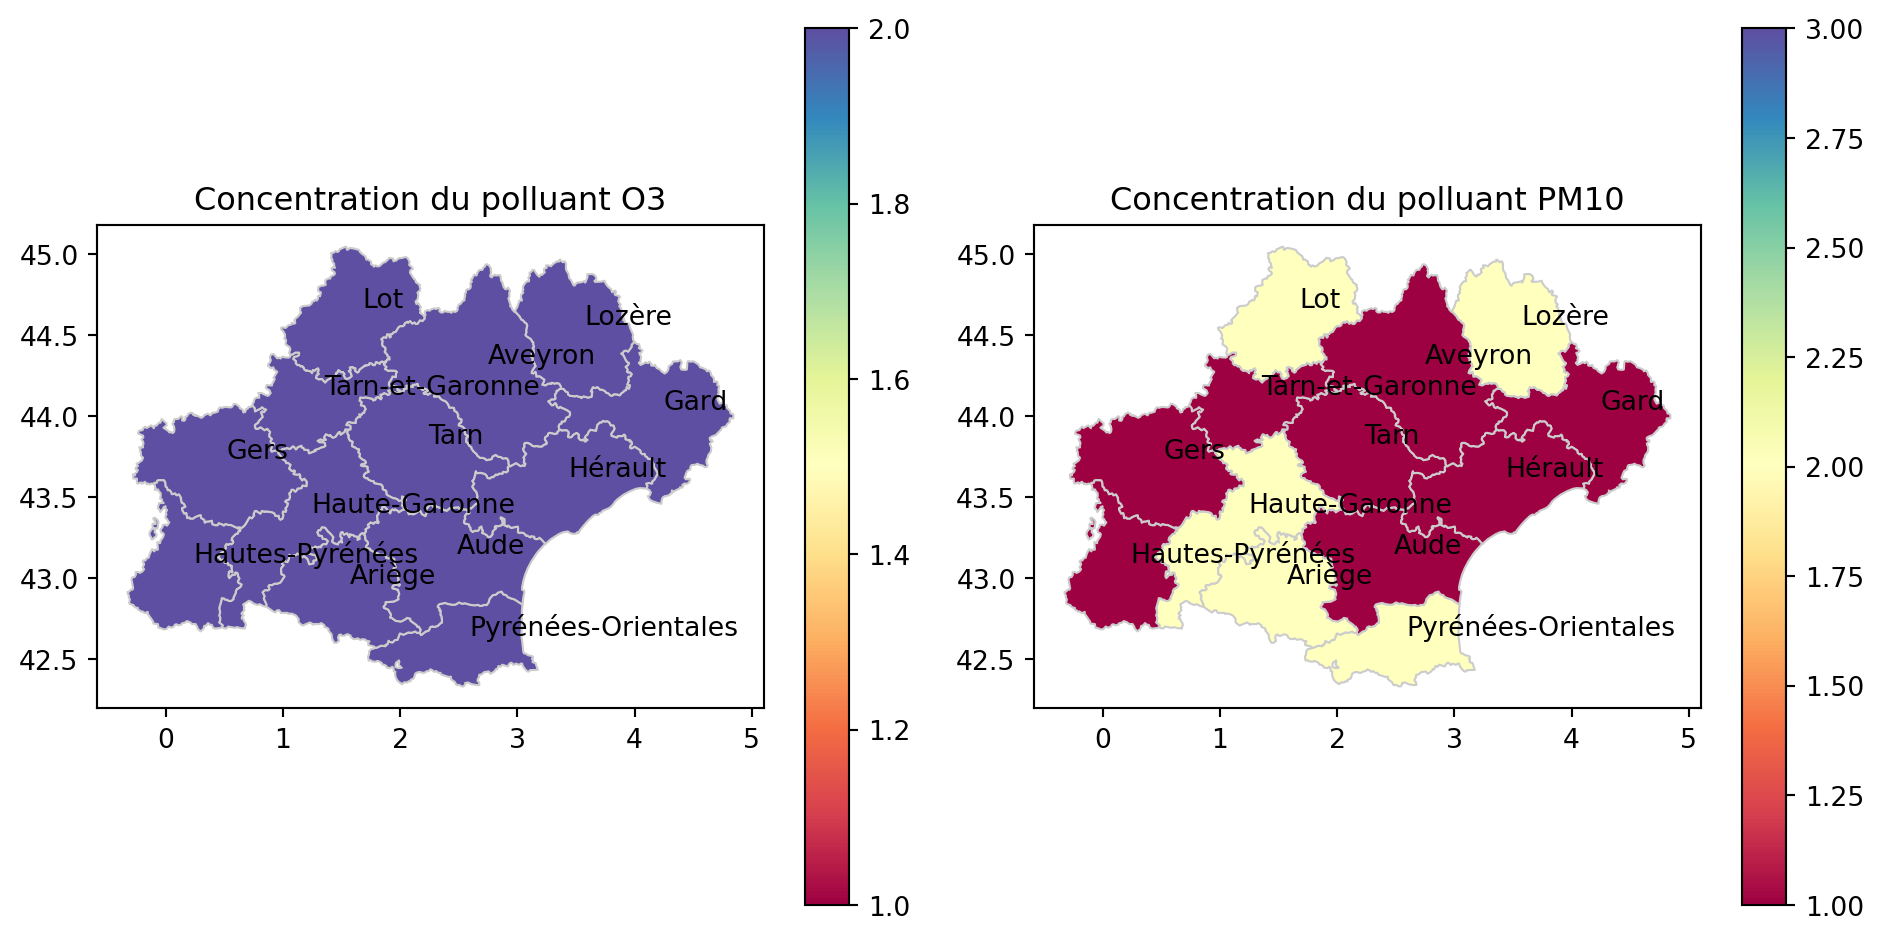 Concentration du polluant O3
45.0
44.5
44.0
43.5
43.0
42.5
0 1 2 3 4 5
Lot
Lozère
Aveyron
Tarn-et-Garonne
Gard
Tarn
Gers
Hérault
Haute-Garonne
Aude
Hautes-Pyrénées
Ariège
Pyrénées-Orientales
2.0
1.8
1.6
1.4
1.2
1.0
Concentration du polluant PM10
45.0
44.5
44.0
43.5
43.0
42.5
0 1 2 3 4 5
Lot
Lozère
Aveyron
Tarn-et-Garonne
Gard
Tarn
Gers
Hérault
Haute-Garonne
Aude
Hautes-Pyrénées
Ariège
Pyrénées-Orientales
3.00
2.75
2.50
2.25
2.00
1.75
1.50
1.25
1.00